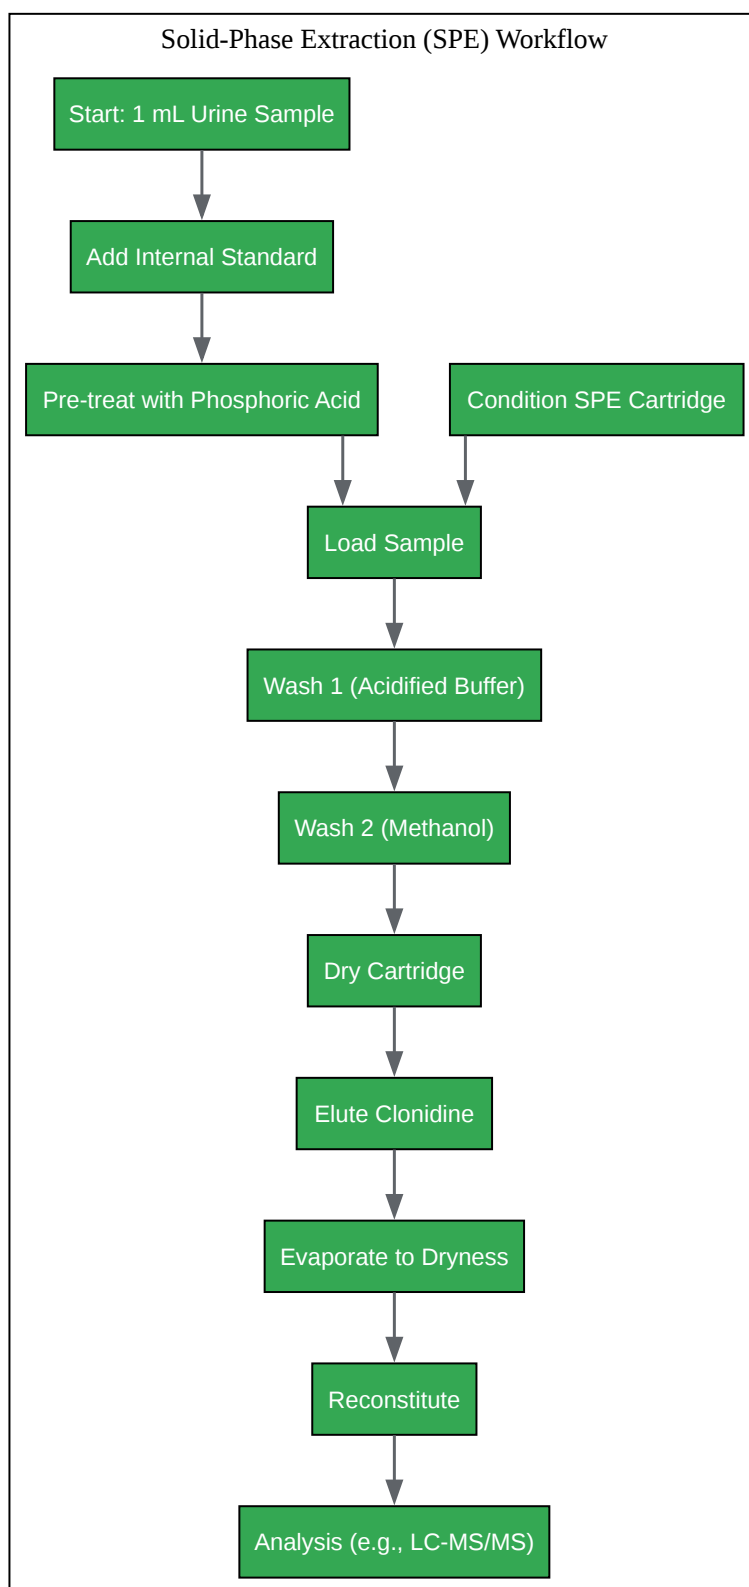 Solid-Phase Extraction (SPE) Workflow
Start: 1 mL Urine Sample
Add Internal Standard
Pre-treat with Phosphoric Acid
Condition SPE Cartridge
Load Sample
Wash 1 (Acidified Buffer)
Wash 2 (Methanol)
Dry Cartridge
Elute Clonidine
Evaporate to Dryness
Reconstitute
Analysis (e.g., LC-MS/MS)